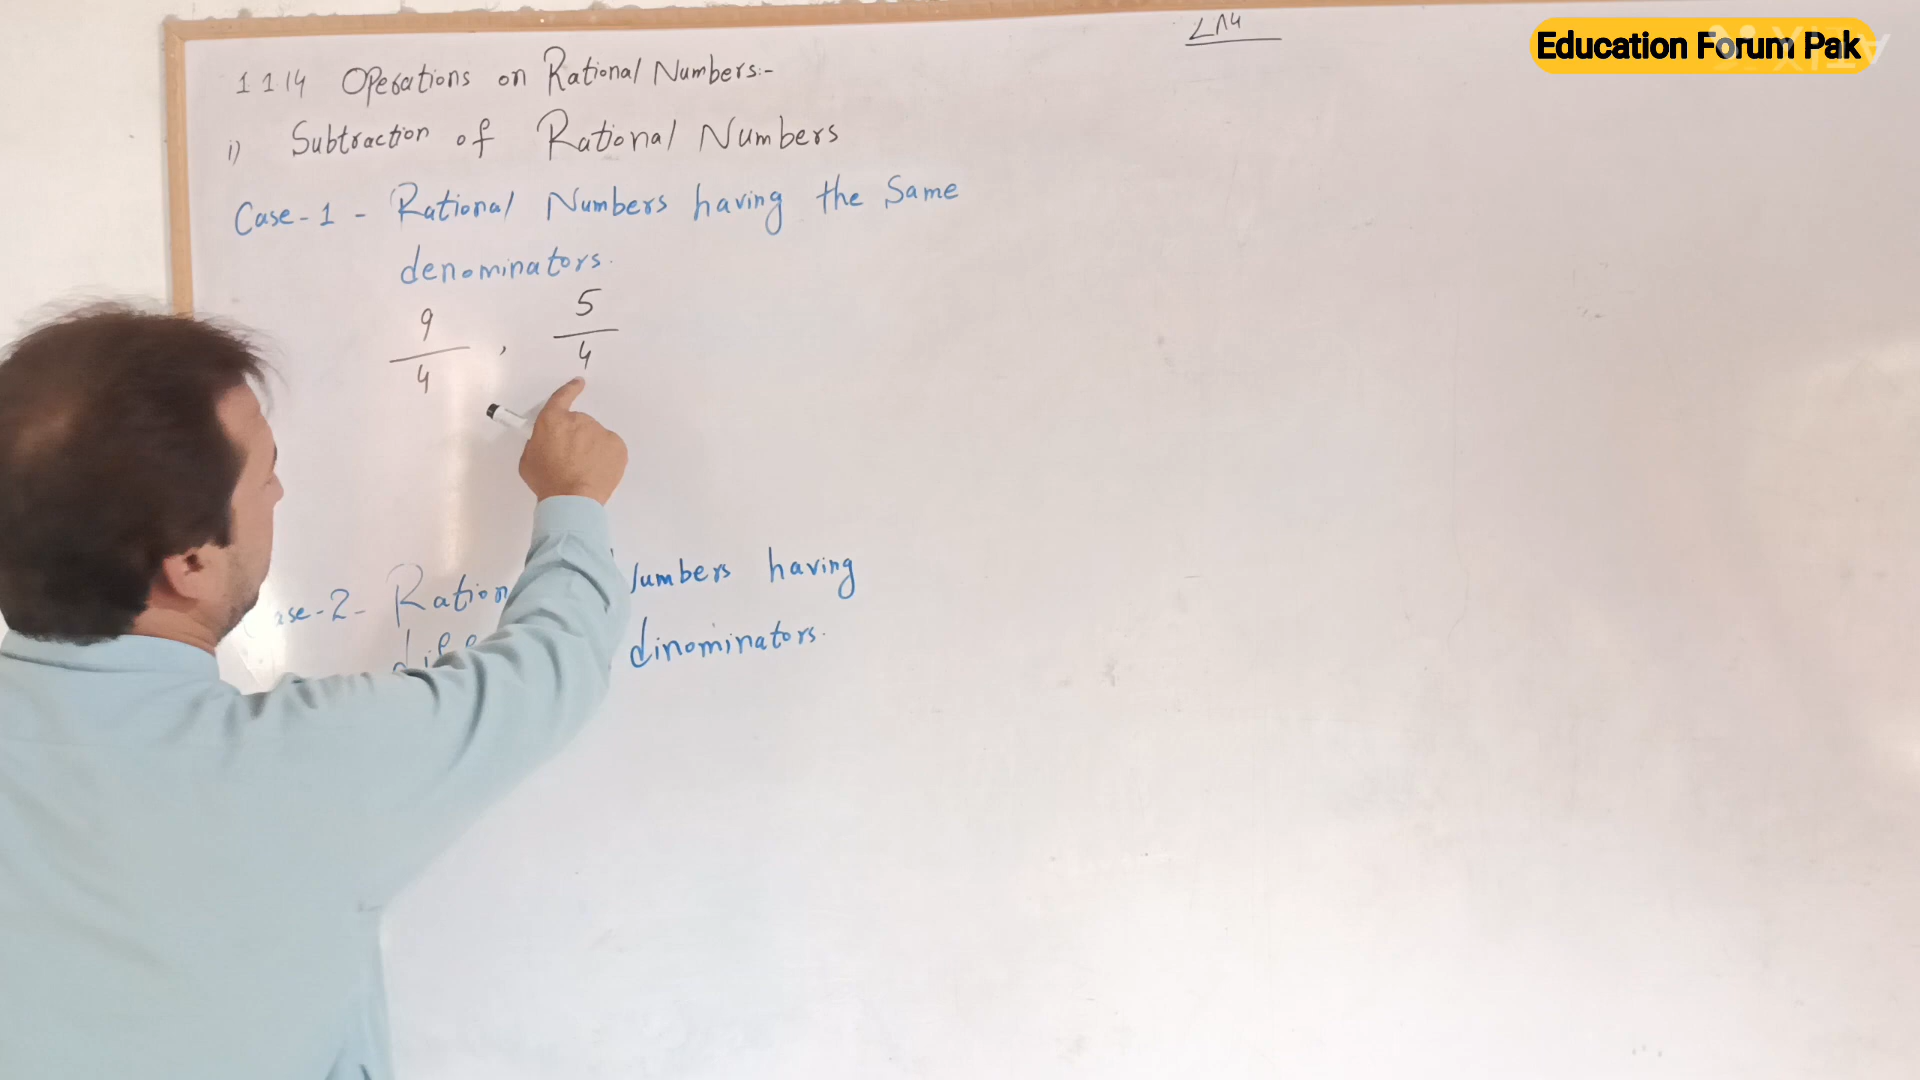 Education Forum Pak
1.1.14 Operations on Rational Numbers:-
i) Subtraction of Rational Numbers
Case-1- Rational Numbers having the Same
denominators.
9/4 , 5/4
-2- having
dinominators.